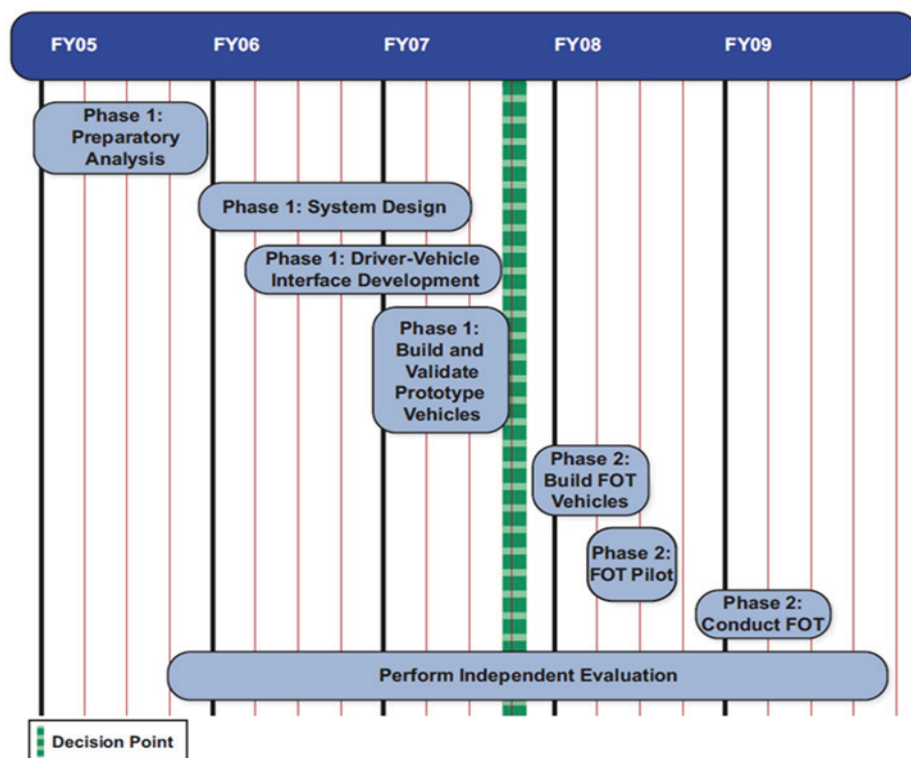 FY05 FY06 FY07 FY08 FY09
Phase 1:
Preparatory
Analysis
Phase 1: System Design
Phase 1: Driver-Vehicle
Interface Development
Phase 1:
Build and
Validate
Prototype
Vehicles
Phase 2:
Build FOT
Vehicles
Phase 2:
FOT Pilot
Phase 2:
Conduct FOT
Perform Independent Evaluation
Decision Point